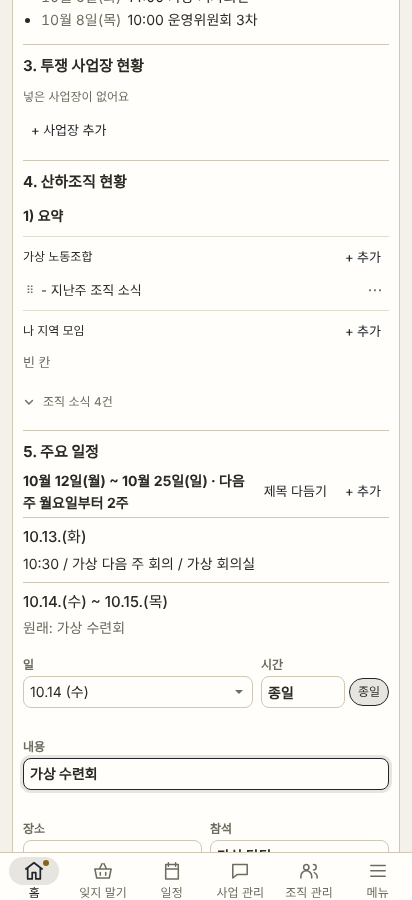 10월 8일(목) 10:00 운영위원회 3차
3. 투쟁 사업장 현황
넣은 사업장이 없어요
+ 사업장 추가
4. 산하조직 현황
1) 요약
가상 노동조합 + 추가
- 지난주 조직 소식 ···
나 지역 모임 + 추가
빈 칸
조직 소식 4건
5. 주요 일정
10월 12일(월) ~ 10월 25일(일) · 다음
주 월요일부터 2주
제목 다듬기 + 추가
10.13.(화)
10:30 / 가상 다음 주 회의 / 가상 회의실
10.14.(수) ~ 10.15.(목)
원래: 가상 수련회
일 시간
10.14 (수) 종일 종일
내용
가상 수련회
장소 참석
홈 잊지 말기 일정 사업 관리 조직 관리 메뉴